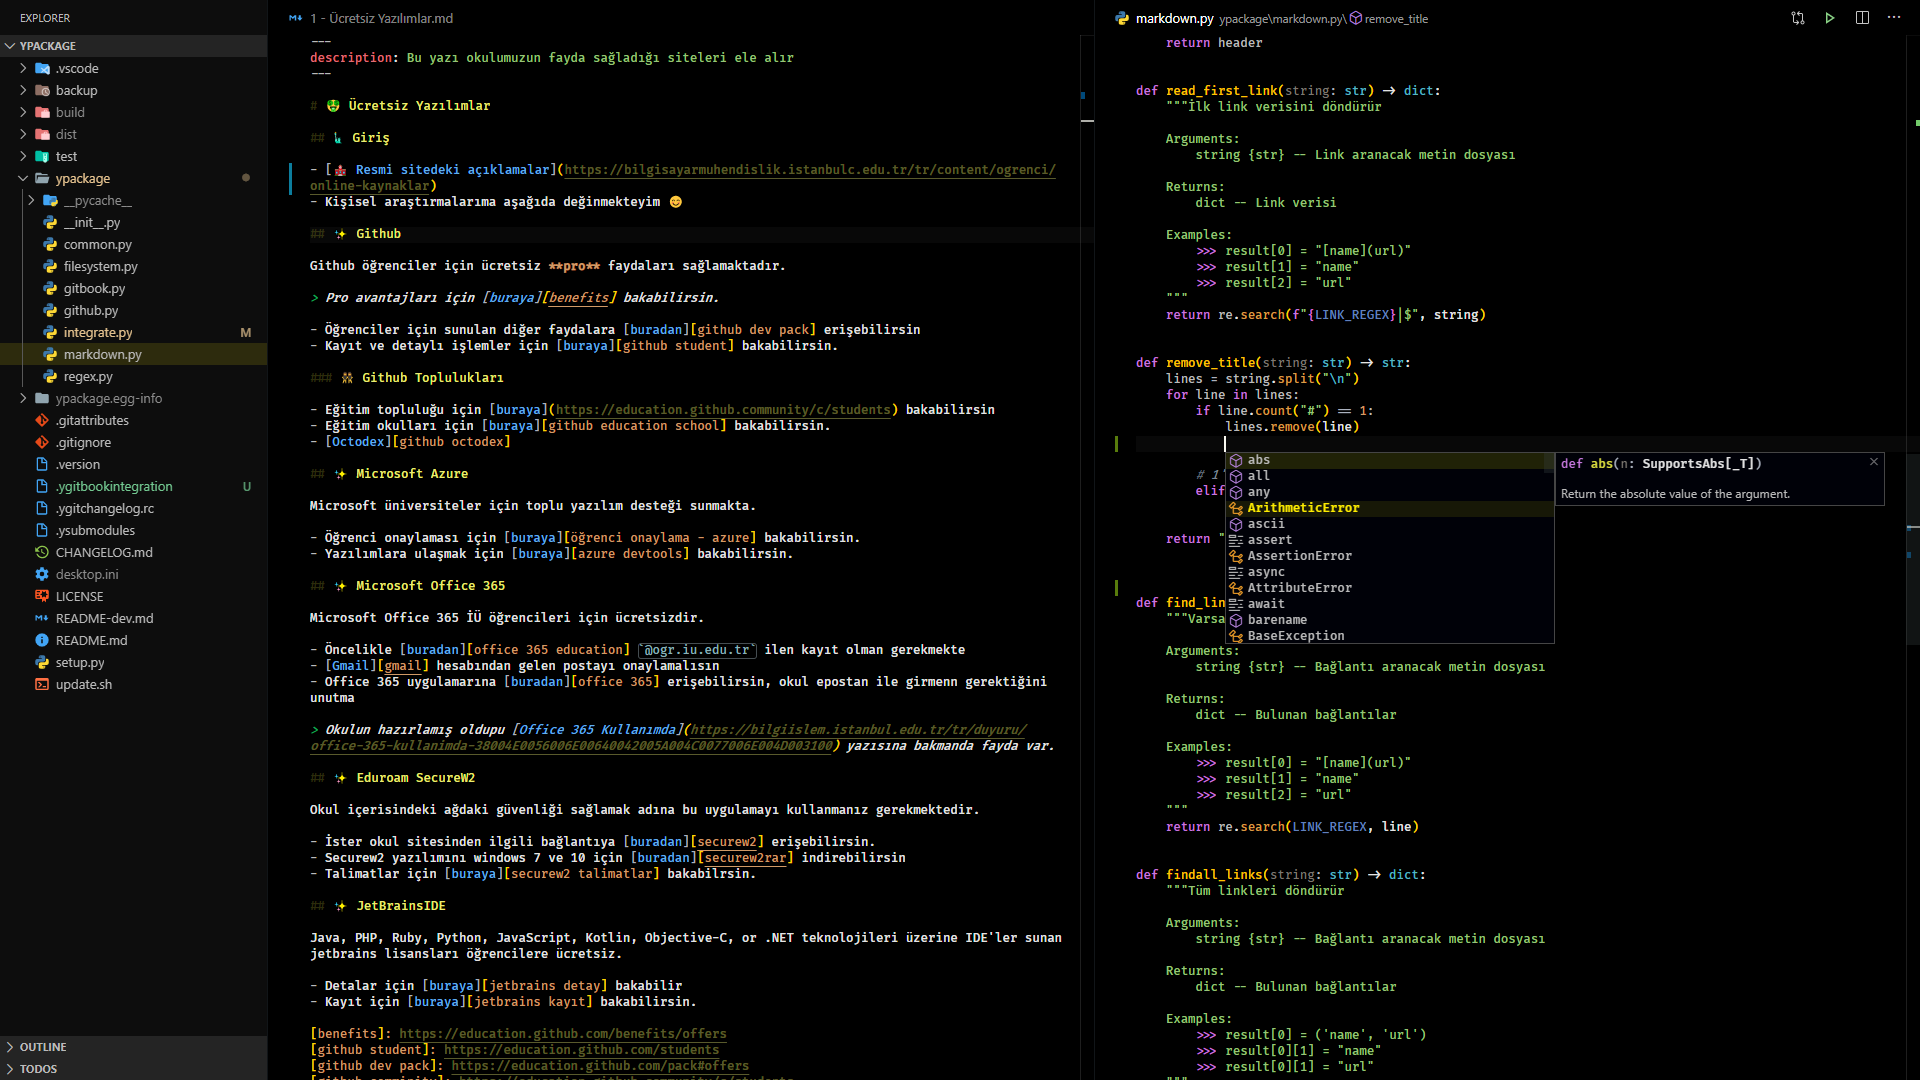 EXPLORER
YPACKAGE
.vscode
backup
build
dist
test
ypackage
__pycache__
__init__.py
common.py
filesystem.py
gitbook.py
github.py
integrate.py M
markdown.py
regex.py
ypackage.egg-info
.gitattributes
.gitignore
.version
.ygitbookintegration U
.ygitchangelog.rc
.ysubmodules
CHANGELOG.md
desktop.ini
LICENSE
README-dev.md
README.md
setup.py
update.sh
OUTLINE
TODOS
1 - Ücretsiz Yazılımlar.md
---
description: Bu yazı okulumuzun fayda sağladığı siteleri ele alır
---
# 🤑 Ücretsiz Yazılımlar
## 🗽 Giriş
- [🏰 Resmi sitedeki açıklamalar](https://bilgisayarmuhendislik.istanbulc.edu.tr/tr/content/ogrenci/
online-kaynaklar)
- Kişisel araştırmalarıma aşağıda değinmekteyim 😊
## ✨ Github
Github öğrenciler için ücretsiz **pro** faydaları sağlamaktadır.
> Pro avantajları için [buraya][benefits] bakabilirsin.
- Öğrenciler için sunulan diğer faydalara [buradan][github dev pack] erişebilirsin
- Kayıt ve detaylı işlemler için [buraya][github student] bakabilirsin.
### 👯 Github Toplulukları
- Eğitim topluluğu için [buraya](https://education.github.community/c/students) bakabilirsin
- Eğitim okulları için [buraya][github education school] bakabilirsin.
- [Octodex][github octodex]
## ✨ Microsoft Azure
Microsoft üniversiteler için toplu yazılım desteği sunmakta.
- Öğrenci onaylaması için [buraya][öğrenci onaylama - azure] bakabilirsin.
- Yazılımlara ulaşmak için [buraya][azure devtools] bakabilirsin.
## ✨ Microsoft Office 365
Microsoft Office 365 İÜ öğrencileri için ücretsizdir.
- Öncelikle [buradan][office 365 education] `@ogr.iu.edu.tr` ilen kayıt olman gerekmekte
- [Gmail][gmail] hesabından gelen postayı onaylamalısın
- Office 365 uygulamarına [buradan][office 365] erişebilirsin, okul epostan ile girmenn gerektiğini
unutma
> Okulun hazırlamış oldupu [Office 365 Kullanımda](https://bilgiislem.istanbul.edu.tr/tr/duyuru/
office-365-kullanimda-38004E0056006E00640042005A004C0077006E004D003100) yazısına bakmanda fayda var.
## ✨ Eduroam SecureW2
Okul içerisindeki ağdaki güvenliği sağlamak adına bu uygulamayı kullanmanız gerekmektedir.
- İster okul sitesinden ilgili bağlantıya [buradan][securew2] erişebilirsin.
- Securew2 yazılımını windows 7 ve 10 için [buradan][securew2rar] indirebilirsin
- Talimatlar için [buraya][securew2 talimatlar] bakabilrsin.
## ✨ JetBrainsIDE
Java, PHP, Ruby, Python, JavaScript, Kotlin, Objective-C, or .NET teknolojileri üzerine IDE'ler sunan
jetbrains lisansları öğrencilere ücretsiz.
- Detalar için [buraya][jetbrains detay] bakabilir
- Kayıt için [buraya][jetbrains kayıt] bakabilirsin.
[benefits]: https://education.github.com/benefits/offers
[github student]: https://education.github.com/students
[github dev pack]: https://education.github.com/pack#offers
markdown.py ypackage\markdown.py\ remove_title
return header
def read_first_link(string: str) -> dict:
"""İlk link verisini döndürür
Arguments:
string {str} -- Link aranacak metin dosyası
Returns:
dict -- Link verisi
Examples:
>>> result[0] = "[name](url)"
>>> result[1] = "name"
>>> result[2] = "url"
"""
return re.search(f"{LINK_REGEX}|$", string)
def remove_title(string: str) -> str:
lines = string.split("\n")
for line in lines:
if line.count("#") == 1:
lines.remove(line)
# 1
elif
return "
abs
all
any
ArithmeticError
ascii
assert
AssertionError
async
AttributeError
await
barename
BaseException
def abs(n: SupportsAbs[_T])
Return the absolute value of the argument.
def find_lin
"""Varsa
Arguments:
string {str} -- Bağlantı aranacak metin dosyası
Returns:
dict -- Bulunan bağlantılar
Examples:
>>> result[0] = "[name](url)"
>>> result[1] = "name"
>>> result[2] = "url"
"""
return re.search(LINK_REGEX, line)
def findall_links(string: str) -> dict:
"""Tüm linkleri döndürür
Arguments:
string {str} -- Bağlantı aranacak metin dosyası
Returns:
dict -- Bulunan bağlantılar
Examples:
>>> result[0] = ('name', 'url')
>>> result[0][1] = "name"
>>> result[0][1] = "url"
"""